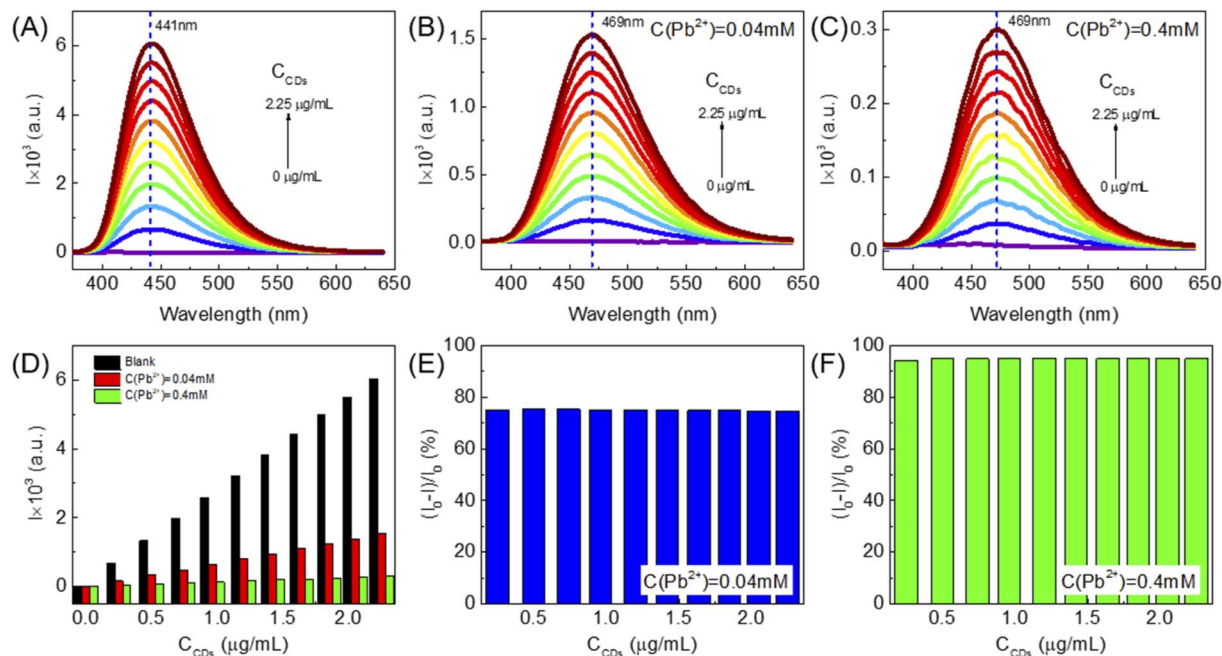 (A)
441nm
C_CDs
2.25 µg/mL
0 µg/mL
I×10³ (a.u.)
6
4
2
0
400 450 500 550 600 650
Wavelength (nm)
(B)
469nm C(Pb²⁺)=0.04mM
C_CDs
2.25 µg/mL
0 µg/mL
I×10³ (a.u.)
1.5
1.0
0.5
0.0
400 450 500 550 600 650
Wavelength (nm)
(C)
469nm C(Pb²⁺)=0.4mM
C_CDs
2.25 µg/mL
0 µg/mL
I×10³ (a.u.)
0.3
0.2
0.1
0.0
400 450 500 550 600 650
Wavelength (nm)
(D)
Blank
C(Pb²⁺)=0.04mM
C(Pb²⁺)=0.4mM
I×10³ (a.u.)
6
4
2
0
0.0 0.5 1.0 1.5 2.0
C_CDs (µg/mL)
(E)
(I₀-I)/I₀ (%)
100
80
60
40
20
0
C(Pb²⁺)=0.04mM
0.5 1.0 1.5 2.0
C_CDs (µg/mL)
(F)
(I₀-I)/I₀ (%)
100
80
60
40
20
0
C(Pb²⁺)=0.4mM
0.5 1.0 1.5 2.0
C_CDs (µg/mL)